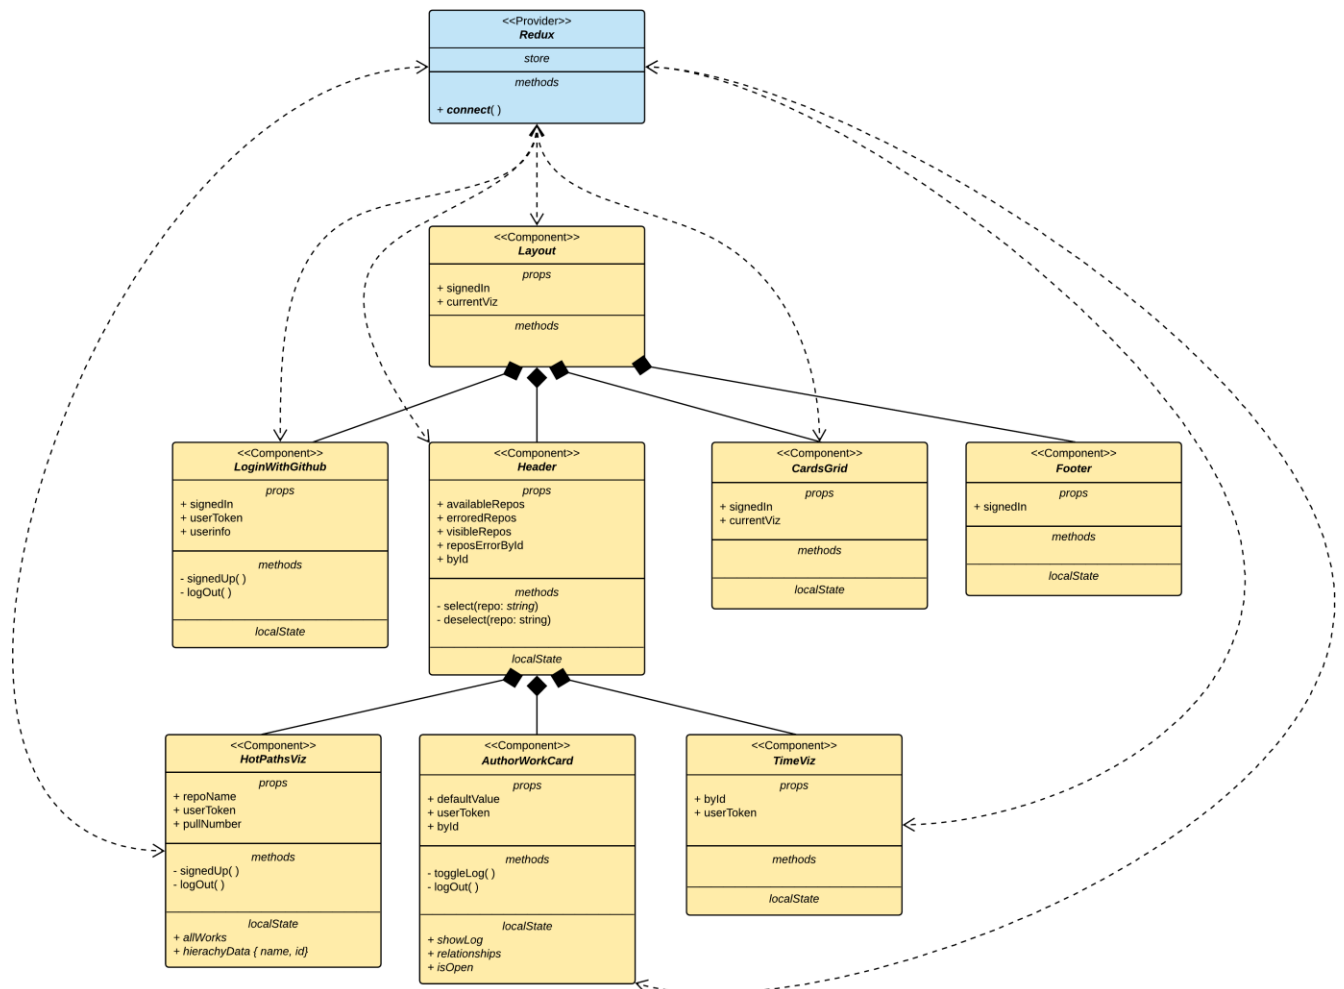 <<Provider>>
Redux
store
methods
+ connect( )
<<Component>>
Layout
props
+ signedIn
+ currentViz
methods
<<Component>>
LoginWithGithub
props
+ signedIn
+ userToken
+ userinfo
methods
- signedUp( )
- logOut( )
localState
<<Component>>
Header
props
+ availableRepos
+ erroredRepos
+ visibleRepos
+ reposErrorById
+ byId
methods
- select(repo: string)
- deselect(repo: string)
localState
<<Component>>
CardsGrid
props
+ signedIn
+ currentViz
methods
localState
<<Component>>
Footer
props
+ signedIn
methods
localState
<<Component>>
HotPathsViz
props
+ repoName
+ userToken
+ pullNumber
methods
- signedUp( )
- logOut( )
localState
+ allWorks
+ hierachyData { name, id}
<<Component>>
AuthorWorkCard
props
+ defaultValue
+ userToken
+ byId
methods
- toggleLog( )
- logOut( )
localState
+ showLog
+ relationships
+ isOpen
<<Component>>
TimeViz
props
+ byId
+ userToken
methods
localState